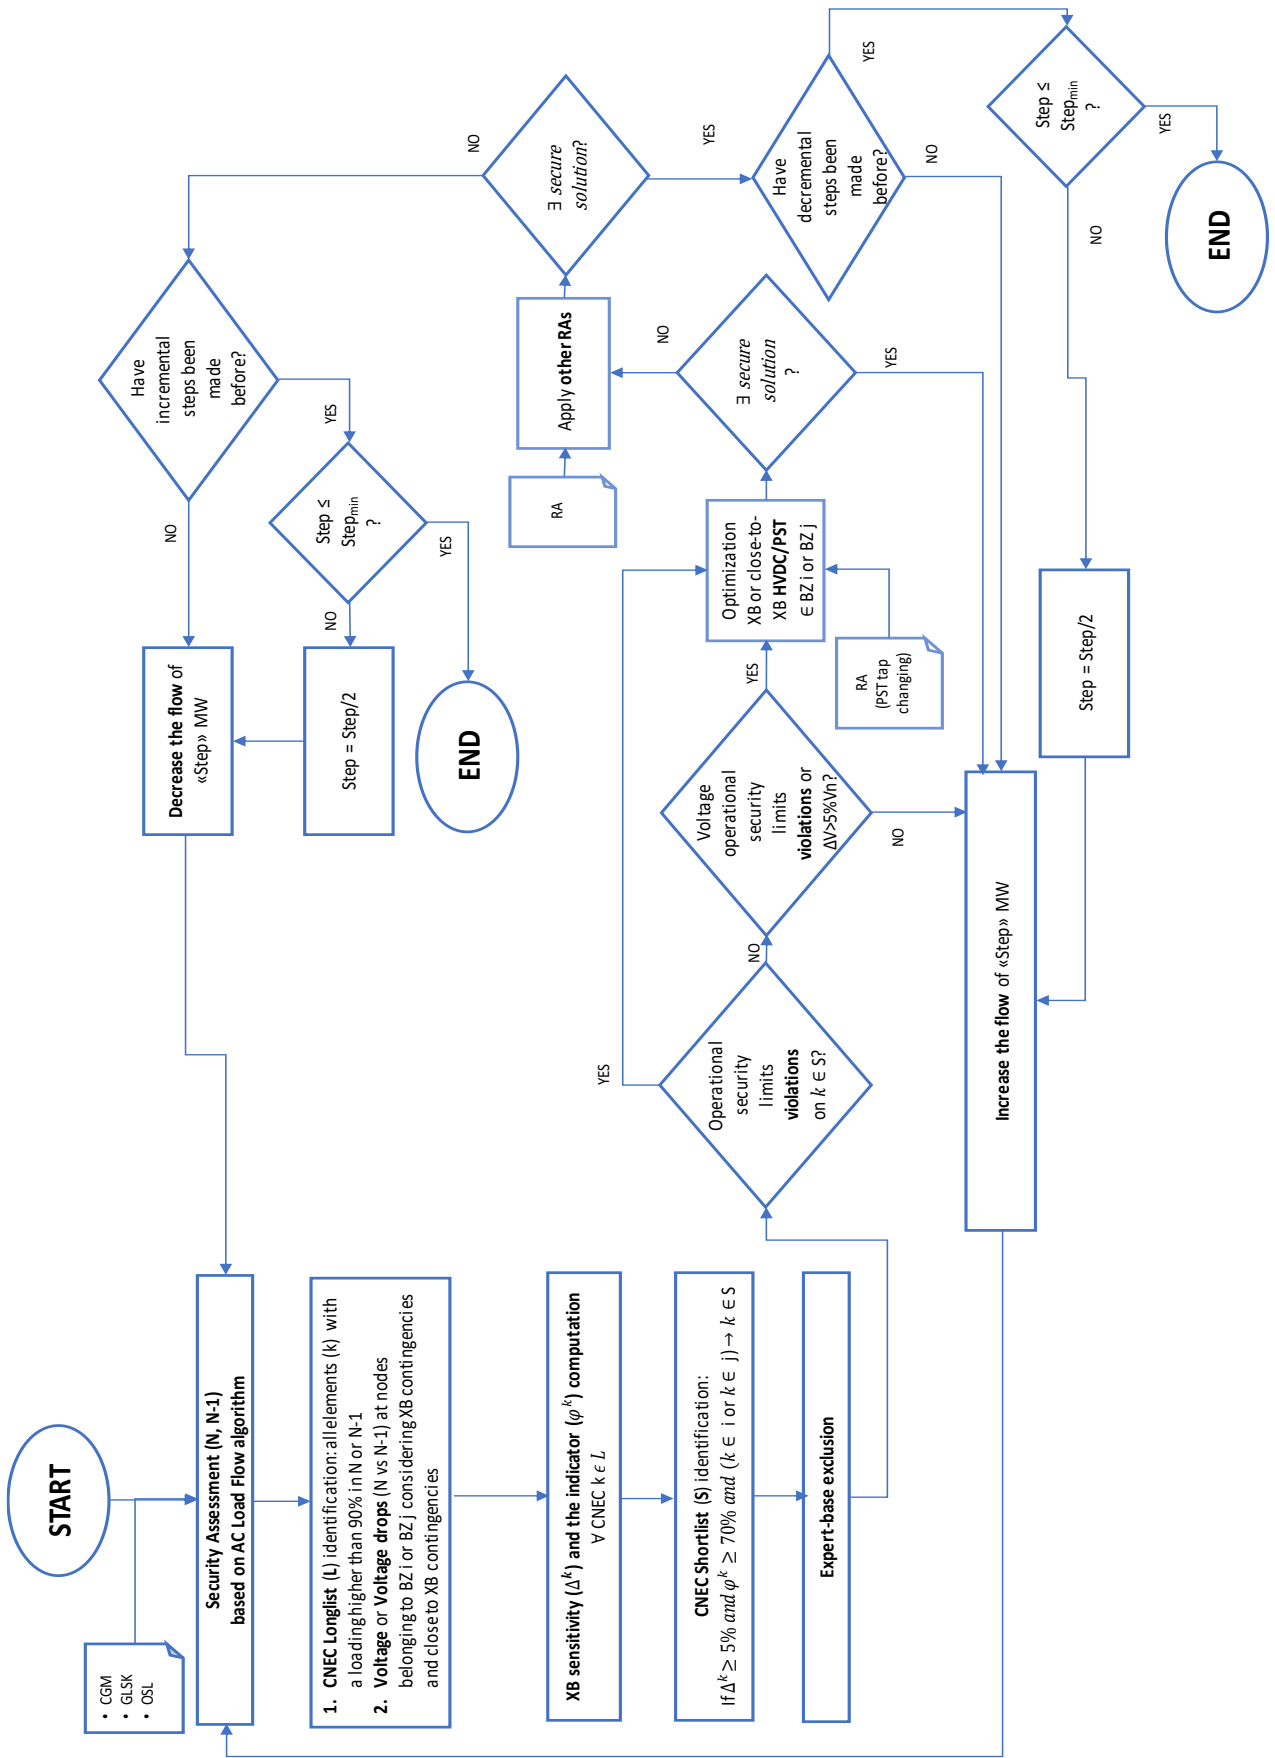 START
• CGM
• GLSK
• OSL
Security Assessment (N, N-1)
based on AC Load Flow algorithm
1. CNEC Longlist (L) identification: all elements (k) with
a loading higher than 90% in N or N-1
2. Voltage or Voltage drops (N vs N-1) at nodes
belonging to BZ i or BZ j considering XB contingencies
and close to XB contingencies
XB sensitivity (Δᵏ) and the indicator (φᵏ) computation
∀ CNEC k ϵ L
CNEC Shortlist (S) identification:
If Δᵏ ≥ 5% and φᵏ ≥ 70% and (k ∈ i or k ∈ j) → k ∈ S
Expert-base exclusion
Operational
security
limits
violations
on k ∈ S?
YES
NO
Voltage
operational
security
limits
violations or
ΔV>5%Vn?
YES
NO
RA
(PST tap
changing)
Optimization
XB or close-to-
XB HVDC/PST
∈ BZ i or BZ j
∃ secure
solution
?
NO
YES
RA
Apply other RAs
∃ secure
solution?
NO
YES
Have
incremental
steps been
made
before?
NO
YES
Step ≤
Stepmin
?
NO
YES
Step = Step/2
END
Decrease the flow of
«Step» MW
Have
decremental
steps been
made
before?
YES
NO
Step ≤
Stepmin
?
YES
NO
END
Step = Step/2
Increase the flow of «Step» MW